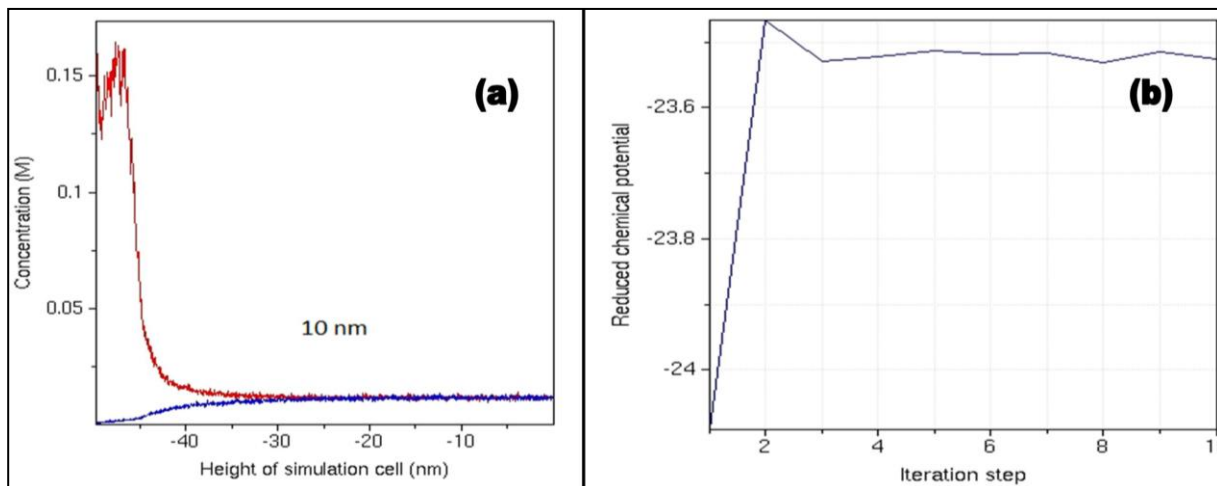 (a)
0.15
0.1
0.05
Concentration (M)
10 nm
-40
-30
-20
-10
Height of simulation cell (nm)
(b)
-23.6
-23.8
-24
Reduced chemical potential
2
4
6
8
1
Iteration step